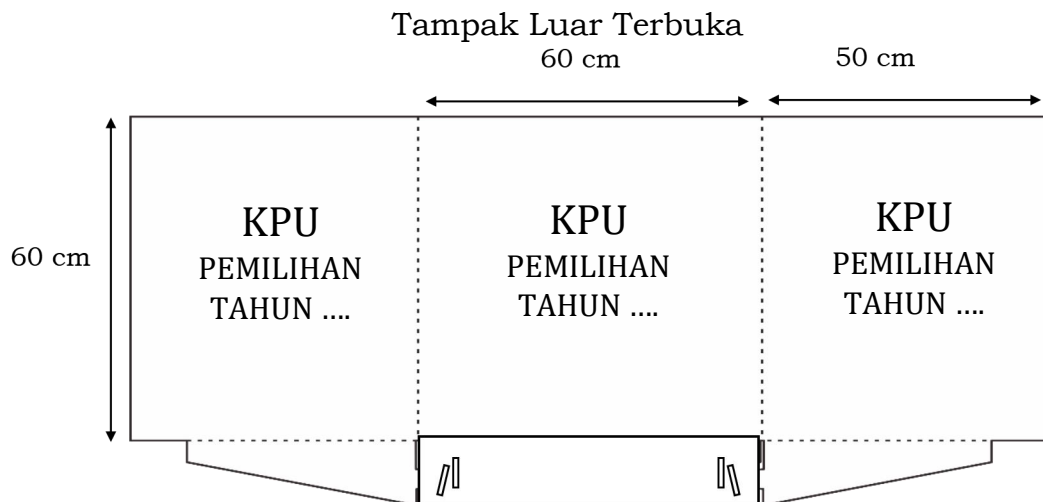 Tampak Luar Terbuka
60 cm
50 cm
60 cm
KPU
PEMILIHAN
TAHUN ....
KPU
PEMILIHAN
TAHUN ....
KPU
PEMILIHAN
TAHUN ....